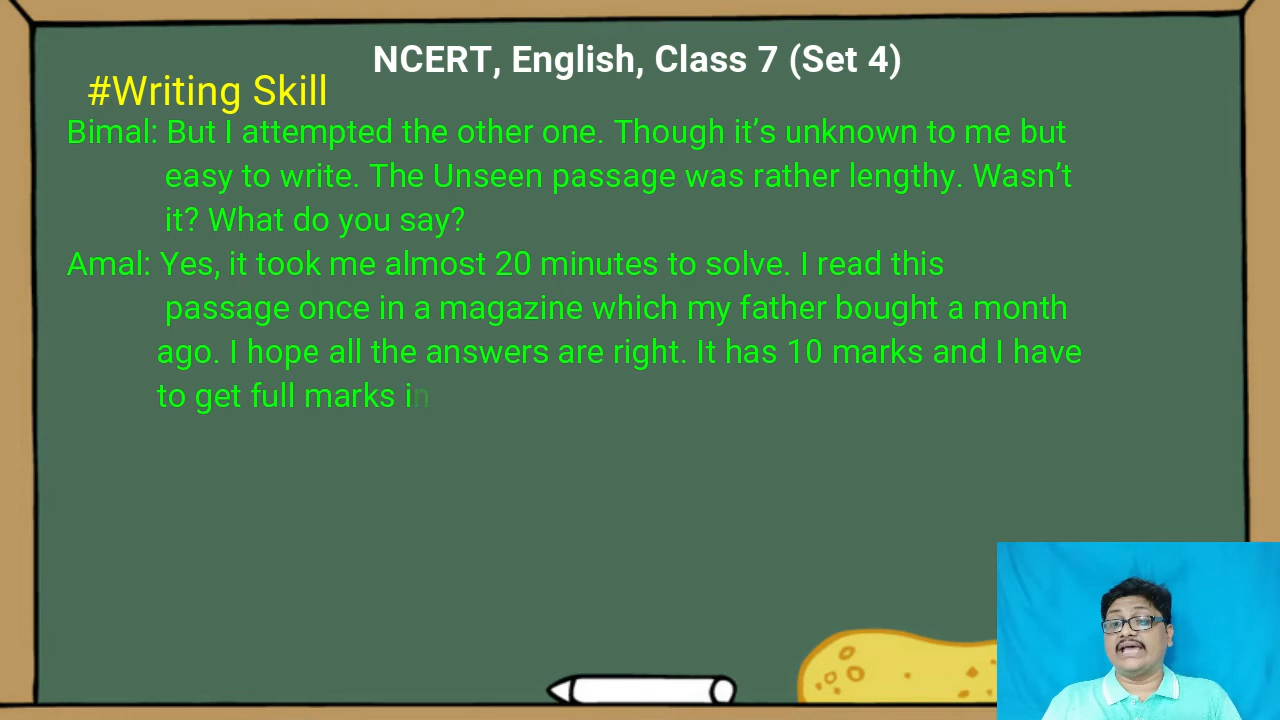 NCERT, English, Class 7 (Set 4)
#Writing Skill
Bimal: But I attempted the other one. Though it’s unknown to me but
easy to write. The Unseen passage was rather lengthy. Wasn’t
it? What do you say?
Amal: Yes, it took me almost 20 minutes to solve. I read this
passage once in a magazine which my father bought a month
ago. I hope all the answers are right. It has 10 marks and I have
to get full marks in